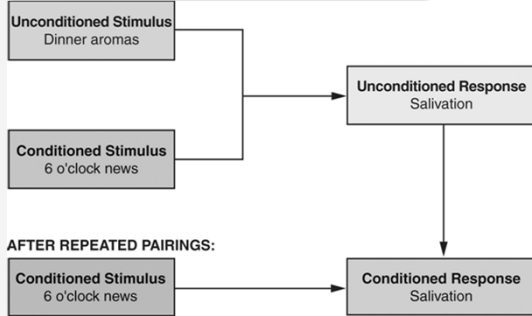 Unconditioned Stimulus
Dinner aromas
Unconditioned Response
Salivation
Conditioned Stimulus
6 o'clock news
AFTER REPEATED PAIRINGS:
Conditioned Stimulus
6 o'clock news
Conditioned Response
Salivation